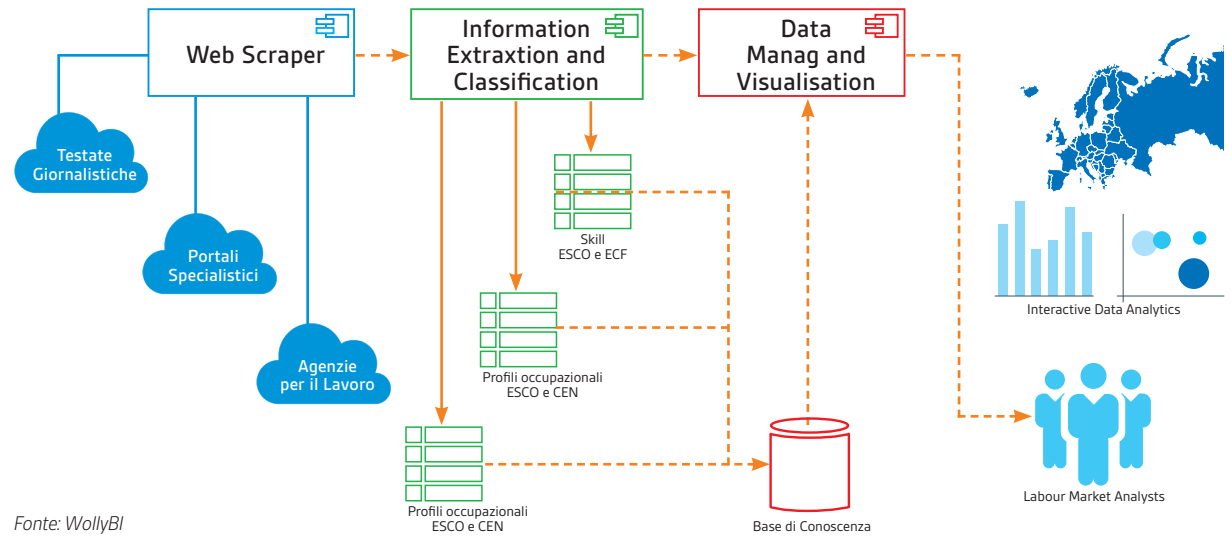 Web Scraper
Information
Extraxtion and
Classification
Data
Manag and
Visualisation
Testate
Giornalistiche
Portali
Specialistici
Agenzie
per il Lavoro
Skill
ESCO e ECF
Profili occupazionali
ESCO e CEN
Profili occupazionali
ESCO e CEN
Base di Conoscenza
Interactive Data Analytics
Labour Market Analysts
Fonte: WollyBI